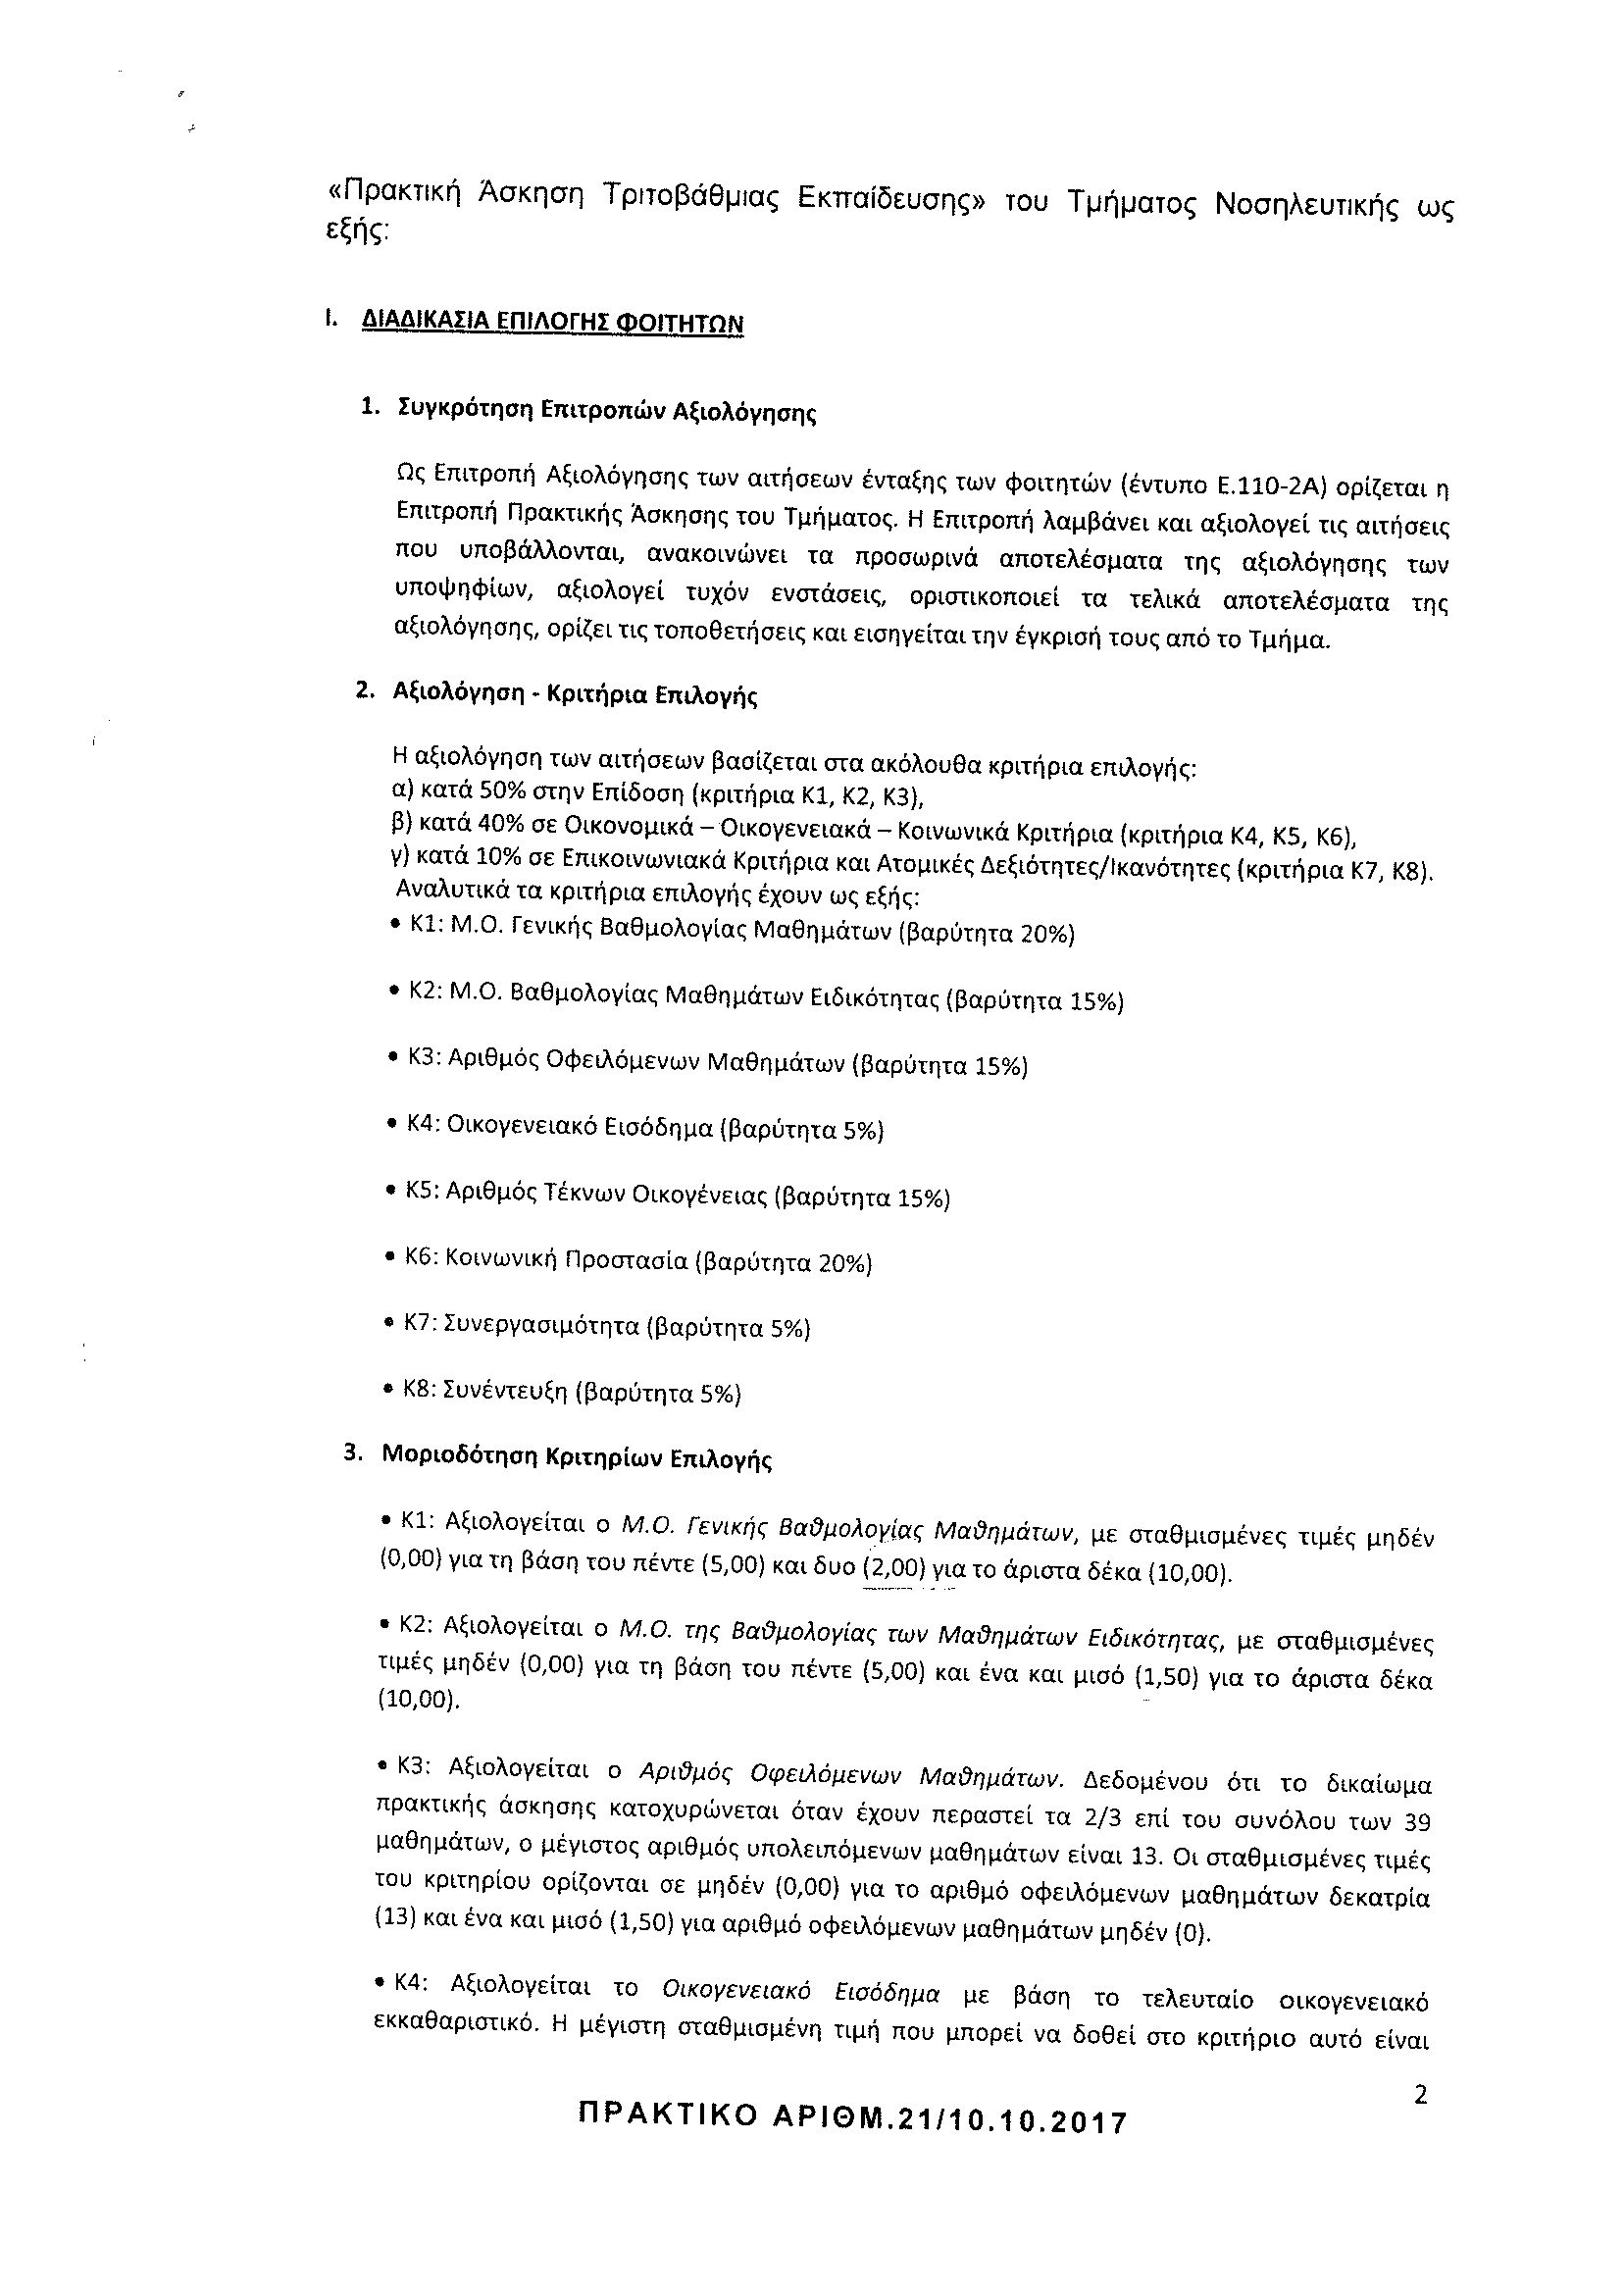 «Πρακτική Άσκηση Τριτοβάθμιας Εκπαίδευσης» του Τμήματος Νοσηλευτικής ως
εξής:
I. ΔΙΑΔΙΚΑΣΙΑ ΕΠΙΛΟΓΗΣ ΦΟΙΤΗΤΩΝ
1. Συγκρότηση Επιτροπών Αξιολόγησης
Ως Επιτροπή Αξιολόγησης των αιτήσεων ένταξης των φοιτητών (έντυπο Ε.110-2Α) ορίζεται η
Επιτροπή Πρακτικής Άσκησης του Τμήματος. Η Επιτροπή λαμβάνει και αξιολογεί τις αιτήσεις
που υποβάλλονται, ανακοινώνει τα προσωρινά αποτελέσματα της αξιολόγησης των
υποψηφίων, αξιολογεί τυχόν ενστάσεις, οριστικοποιεί τα τελικά αποτελέσματα της
αξιολόγησης, ορίζει τις τοποθετήσεις και εισηγείται την έγκρισή τους από το Τμήμα.
2. Αξιολόγηση - Κριτήρια Επιλογής
Η αξιολόγηση των αιτήσεων βασίζεται στα ακόλουθα κριτήρια επιλογής:
α) κατά 50% στην Επίδοση (κριτήρια Κ1, Κ2, Κ3),
β) κατά 40% σε Οικονομικά – Οικογενειακά – Κοινωνικά Κριτήρια (κριτήρια Κ4, Κ5, Κ6),
γ) κατά 10% σε Επικοινωνιακά Κριτήρια και Ατομικές Δεξιότητες/Ικανότητες (κριτήρια Κ7, Κ8).
Αναλυτικά τα κριτήρια επιλογής έχουν ως εξής:
• Κ1: Μ.Ο. Γενικής Βαθμολογίας Μαθημάτων (βαρύτητα 20%)
• Κ2: Μ.Ο. Βαθμολογίας Μαθημάτων Ειδικότητας (βαρύτητα 15%)
• Κ3: Αριθμός Οφειλόμενων Μαθημάτων (βαρύτητα 15%)
• Κ4: Οικογενειακό Εισόδημα (βαρύτητα 5%)
• Κ5: Αριθμός Τέκνων Οικογένειας (βαρύτητα 15%)
• Κ6: Κοινωνική Προστασία (βαρύτητα 20%)
• Κ7: Συνεργασιμότητα (βαρύτητα 5%)
• Κ8: Συνέντευξη (βαρύτητα 5%)
3. Μοριοδότηση Κριτηρίων Επιλογής
• Κ1: Αξιολογείται ο Μ.Ο. Γενικής Βαθμολογίας Μαθημάτων, με σταθμισμένες τιμές μηδέν
(0,00) για τη βάση του πέντε (5,00) και δυο (2,00) για το άριστα δέκα (10,00).
• Κ2: Αξιολογείται ο Μ.Ο. της Βαθμολογίας των Μαθημάτων Ειδικότητας, με σταθμισμένες
τιμές μηδέν (0,00) για τη βάση του πέντε (5,00) και ένα και μισό (1,50) για το άριστα δέκα
(10,00).
• Κ3: Αξιολογείται ο Αριθμός Οφειλόμενων Μαθημάτων. Δεδομένου ότι το δικαίωμα
πρακτικής άσκησης κατοχυρώνεται όταν έχουν περαστεί τα 2/3 επί του συνόλου των 39
μαθημάτων, ο μέγιστος αριθμός υπολειπόμενων μαθημάτων είναι 13. Οι σταθμισμένες τιμές
του κριτηρίου ορίζονται σε μηδέν (0,00) για το αριθμό οφειλόμενων μαθημάτων δεκατρία
(13) και ένα και μισό (1,50) για αριθμό οφειλόμενων μαθημάτων μηδέν (0).
• Κ4: Αξιολογείται το Οικογενειακό Εισόδημα με βάση το τελευταίο οικογενειακό
εκκαθαριστικό. Η μέγιστη σταθμισμένη τιμή που μπορεί να δοθεί στο κριτήριο αυτό είναι
2
ΠΡΑΚΤΙΚΟ ΑΡΙΘΜ.21/10.10.2017